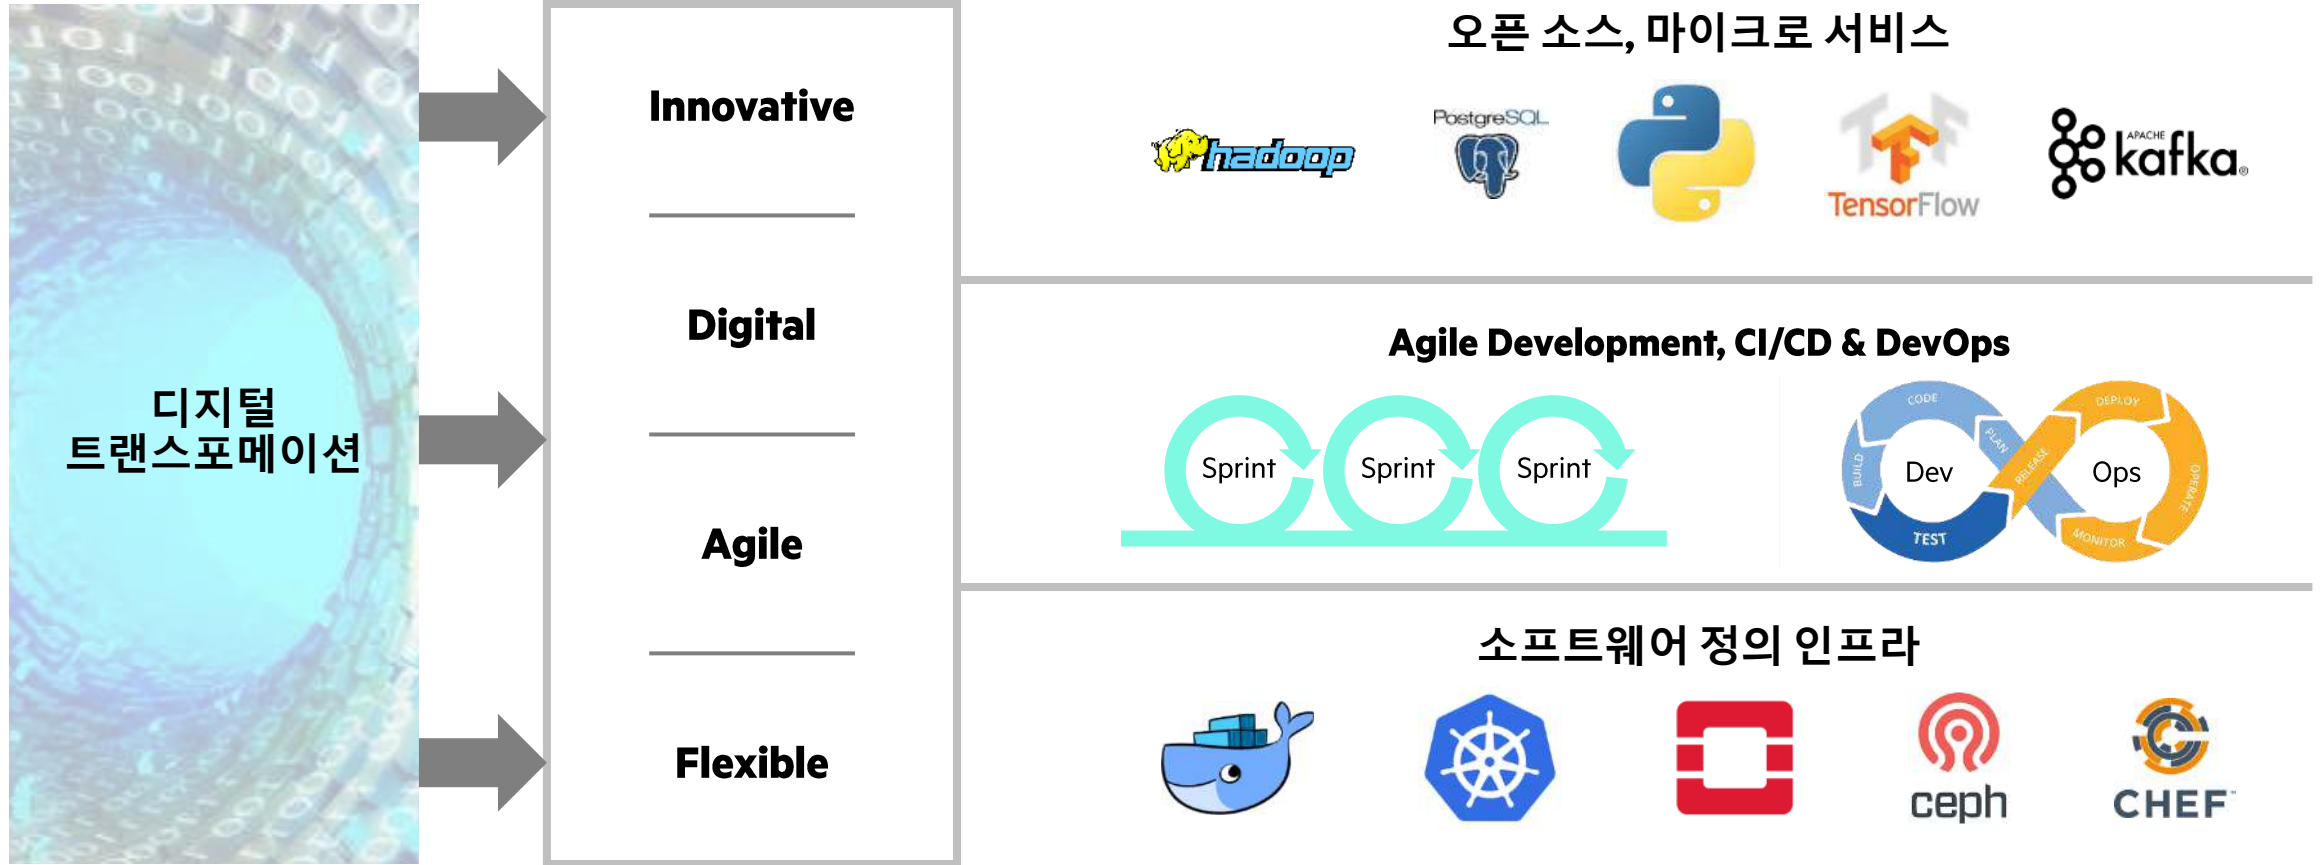 디지털
트랜스포메이션
Innovative
Digital
Agile
Flexible
오픈 소스, 마이크로 서비스
hadoop
PostgreSQL
TensorFlow
APACHE
kafka®
Agile Development, CI/CD & DevOps
Sprint Sprint Sprint
CODE
PLAN
BUILD
TEST
Dev
RELEASE
DEPLOY
OPERATE
MONITOR
Ops
소프트웨어 정의 인프라
ceph
CHEF™